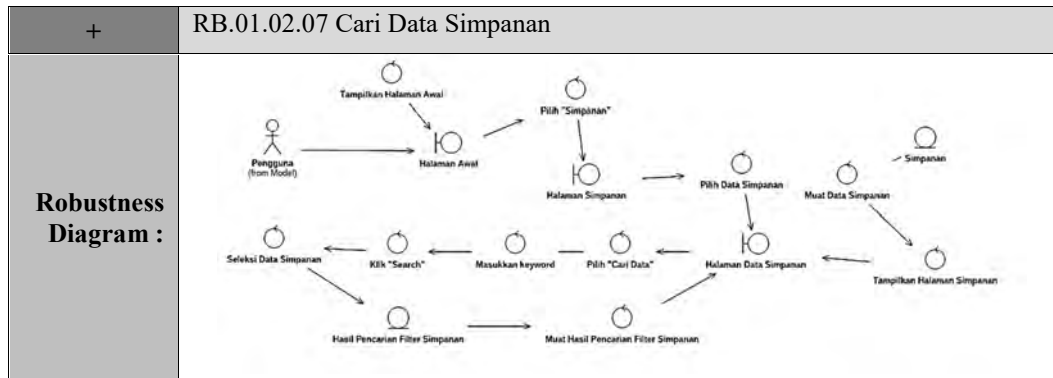 +
RB.01.02.07 Cari Data Simpanan
Robustness
Diagram :
Tampilkan Halaman Awal
Pilih "Simpanan"
Pengguna
(from Model)
Halaman Awal
Simpanan
Halaman Simpanan
Pilih Data Simpanan
Muat Data Simpanan
Seleksi Data Simpanan
Klik "Search"
Masukkan keyword
Pilih "Cari Data"
Halaman Data Simpanan
Tampilkan Halaman Simpanan
Hasil Pencarian Filter Simpanan
Muat Hasil Pencarian Filter Simpanan